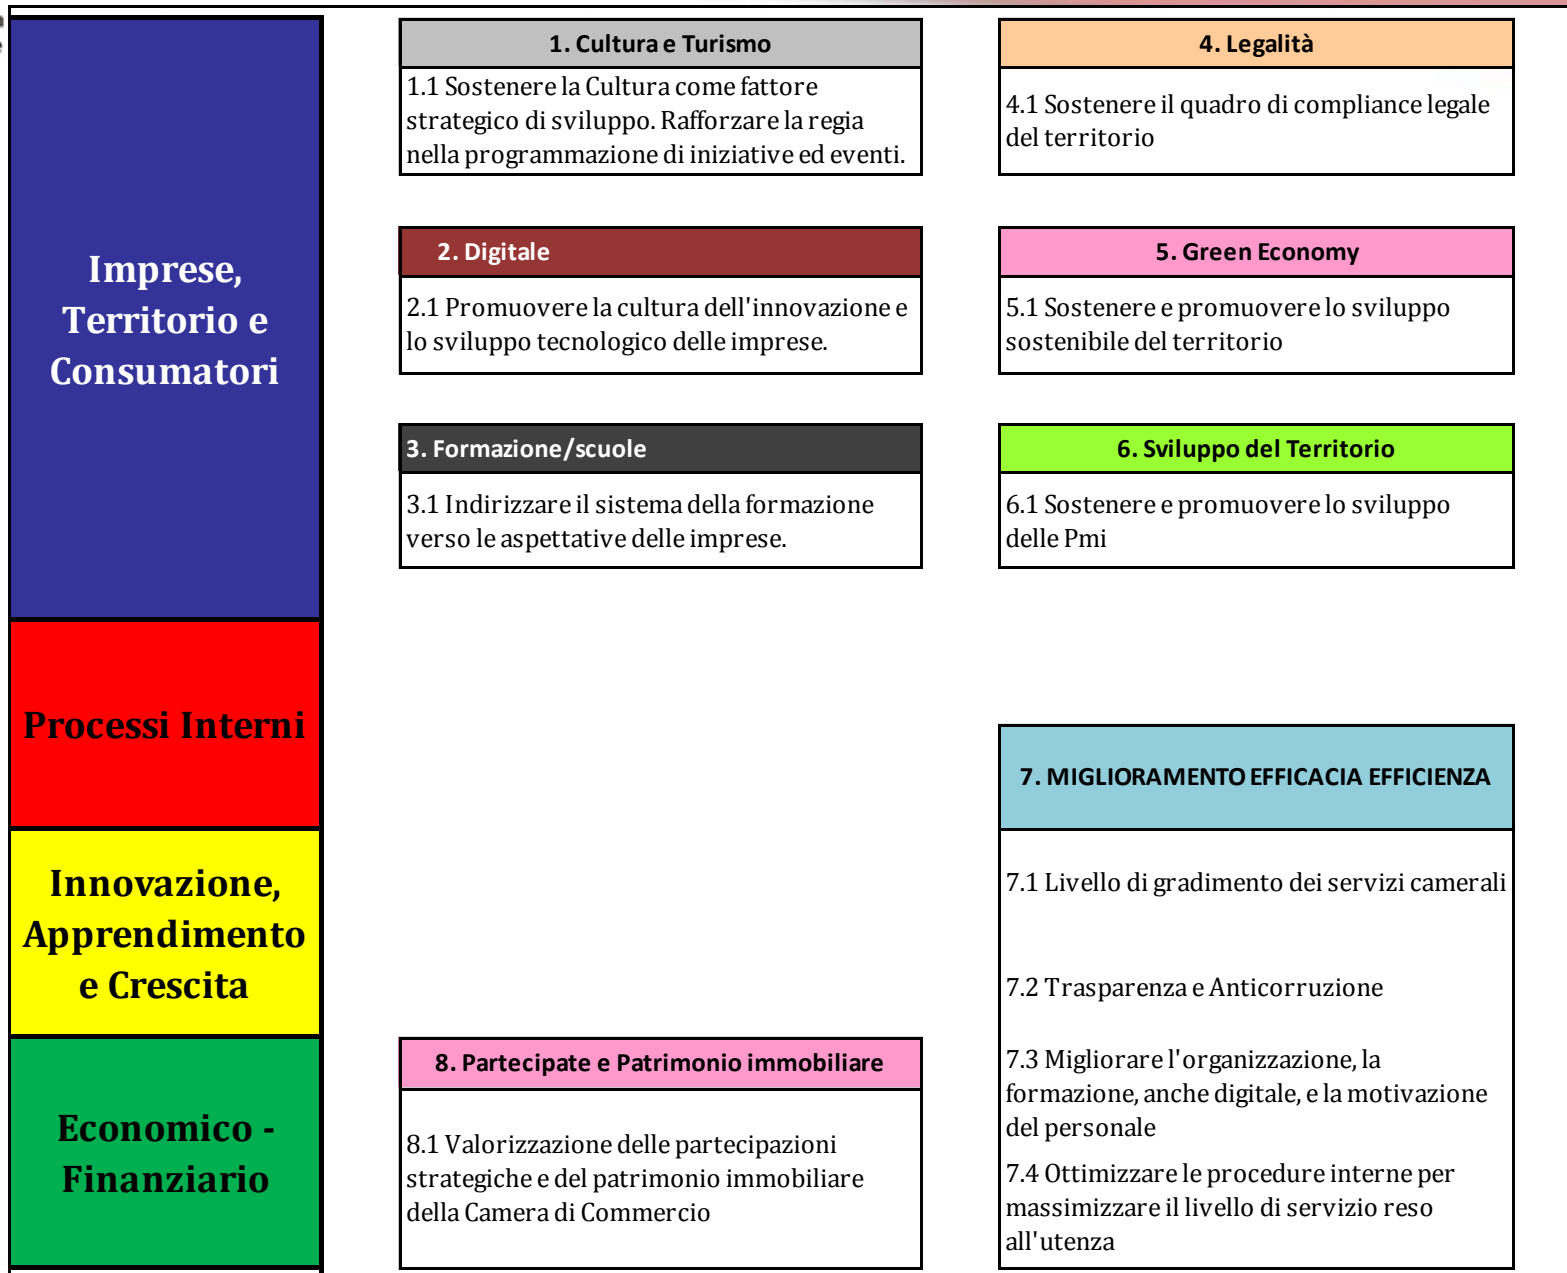 Imprese,
Territorio e
Consumatori
1. Cultura e Turismo
1.1 Sostenere la Cultura come fattore
strategico di sviluppo. Rafforzare la regia
nella programmazione di iniziative ed eventi.
4. Legalità
4.1 Sostenere il quadro di compliance legale
del territorio
2. Digitale
2.1 Promuovere la cultura dell'innovazione e
lo sviluppo tecnologico delle imprese.
5. Green Economy
5.1 Sostenere e promuovere lo sviluppo
sostenibile del territorio
3. Formazione/scuole
3.1 Indirizzare il sistema della formazione
verso le aspettative delle imprese.
6. Sviluppo del Territorio
6.1 Sostenere e promuovere lo sviluppo
delle Pmi
Processi Interni
7. MIGLIORAMENTO EFFICACIA EFFICIENZA
Innovazione,
Apprendimento
e Crescita
7.1 Livello di gradimento dei servizi camerali
7.2 Trasparenza e Anticorruzione
7.3 Migliorare l'organizzazione, la
formazione, anche digitale, e la motivazione
del personale
7.4 Ottimizzare le procedure interne per
massimizzare il livello di servizio reso
all'utenza
Economico -
Finanziario
8. Partecipate e Patrimonio immobiliare
8.1 Valorizzazione delle partecipazioni
strategiche e del patrimonio immobiliare
della Camera di Commercio